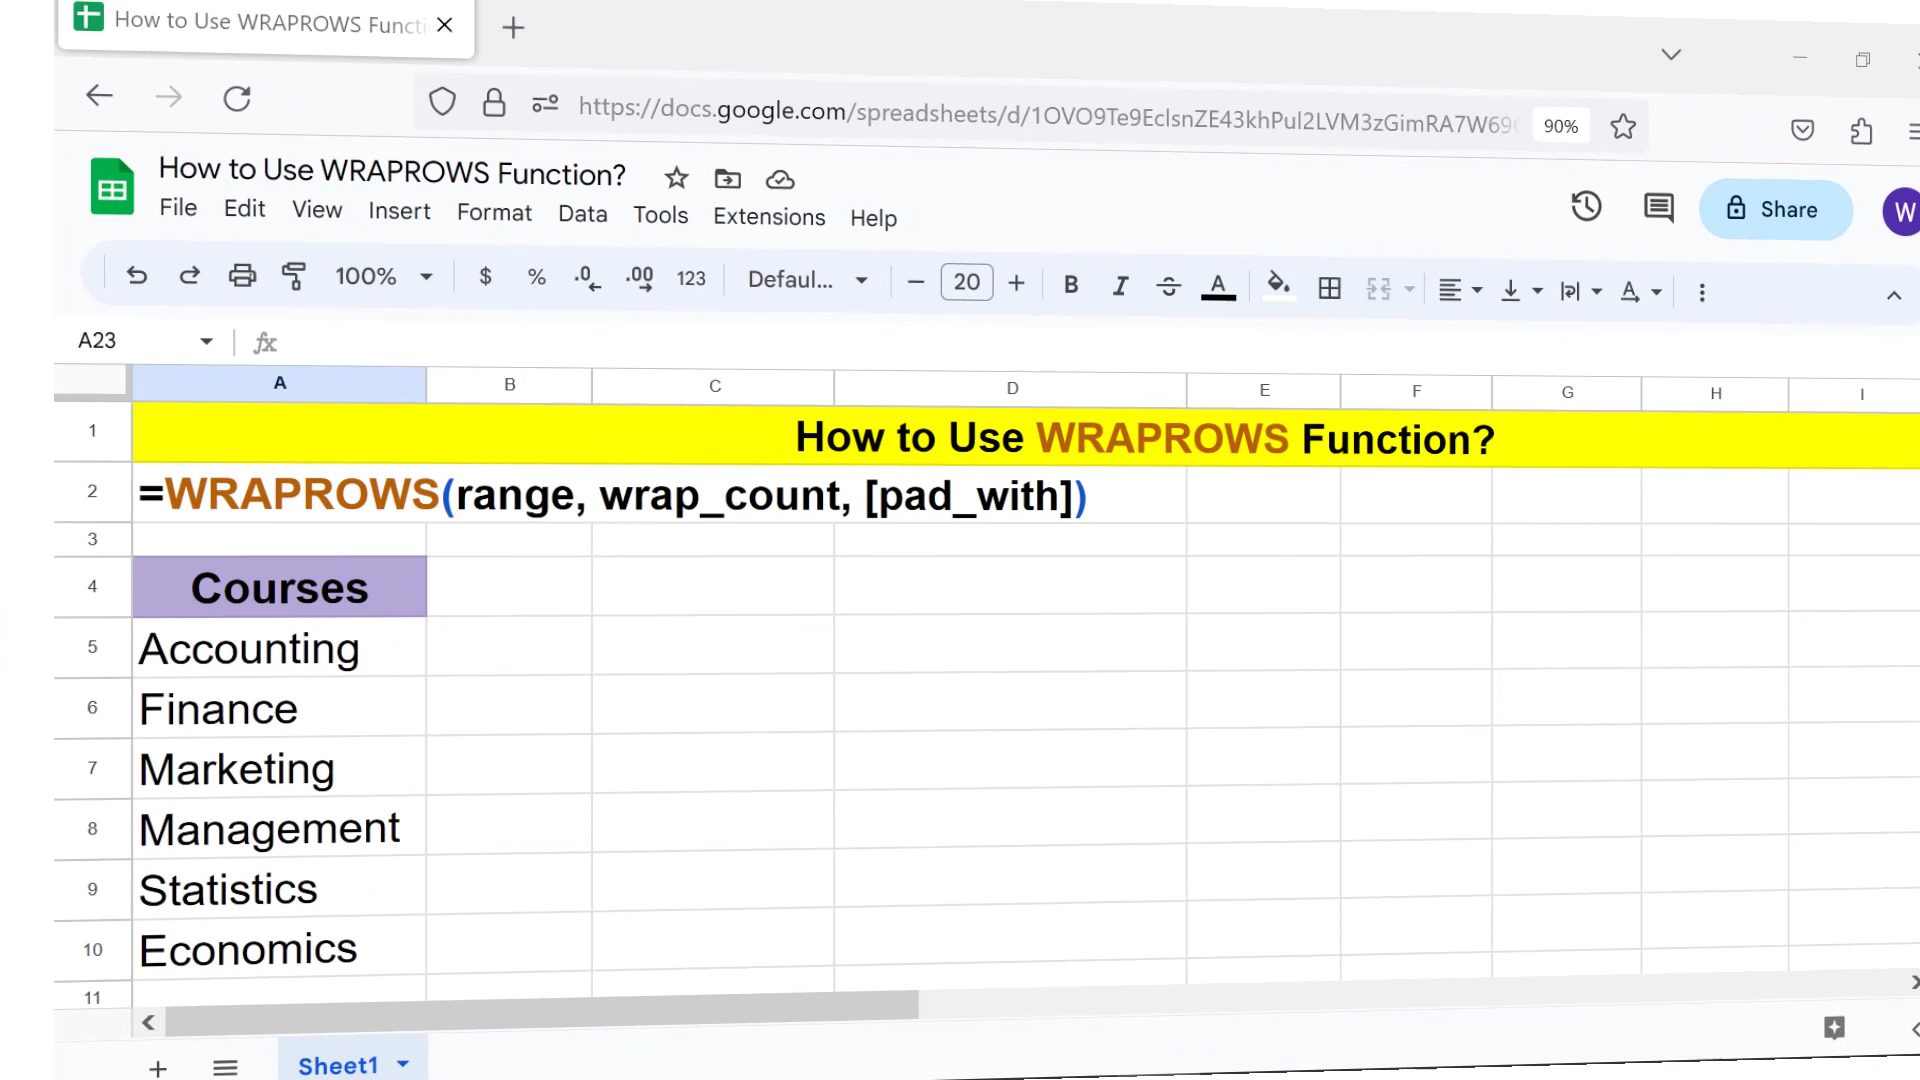 How to Use WRAPROWS Functi
https://docs.google.com/spreadsheets/d/1OVO9Te9EclsnZE43khPul2LVM3zGimRA7W69
90%
How to Use WRAPROWS Function?
File Edit View Insert Format Data Tools Extensions Help
Share
W
100% $ % .0 .00 123 Defaul... 20 B I A A
A23 fx
A B C D E F G H I
1 How to Use WRAPROWS Function?
2 =WRAPROWS(range, wrap_count, [pad_with])
3
4 Courses
5 Accounting
6 Finance
7 Marketing
8 Management
9 Statistics
10 Economics
11
Sheet1